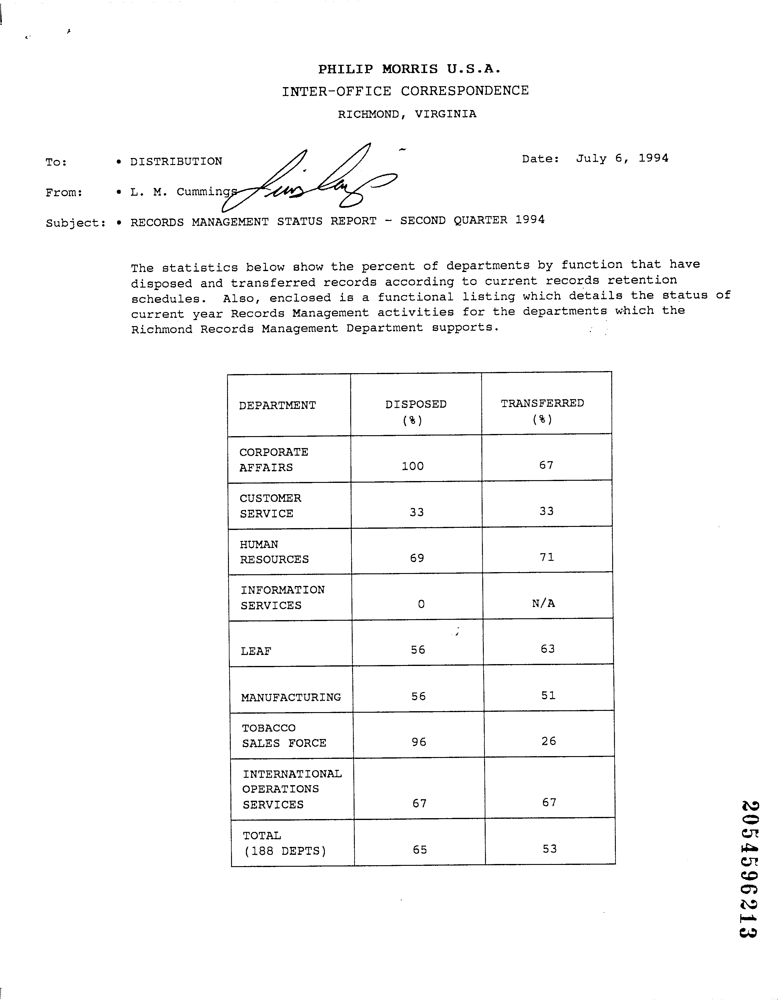 PHILIP MORRIS U.S.A.
INTER-OFFICE CORRESPONDENCE
RICHMOND, VIRGINIA
To: • DISTRIBUTION Date: July 6, 1994
From: • L. M. Cummings
Subject: • RECORDS MANAGEMENT STATUS REPORT - SECOND QUARTER 1994
The statistics below show the percent of departments by function that have
disposed and transferred records according to current records retention
schedules. Also, enclosed is a functional listing which details the status of
current year Records Management activities for the departments which the
Richmond Records Management Department supports.
DEPARTMENT DISPOSED TRANSFERRED
(%) (%)
CORPORATE
AFFAIRS 100 67
CUSTOMER
SERVICE 33 33
HUMAN
RESOURCES 69 71
INFORMATION
SERVICES 0 N/A
LEAF 56 63
MANUFACTURING 56 51
TOBACCO
SALES FORCE 96 26
INTERNATIONAL
OPERATIONS
SERVICES 67 67
TOTAL
(188 DEPTS) 65 53
2054596213